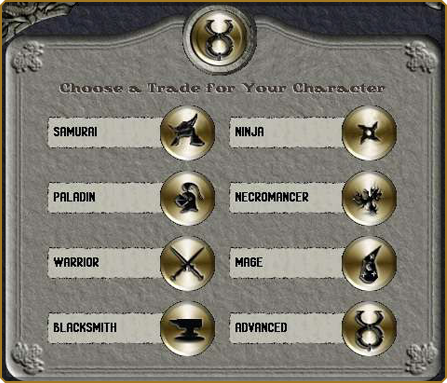 Choose a Trade for Your Character
SAMURAI
NINJA
PALADIN
NECROMANCER
WARRIOR
MAGE
BLACKSMITH
ADVANCED